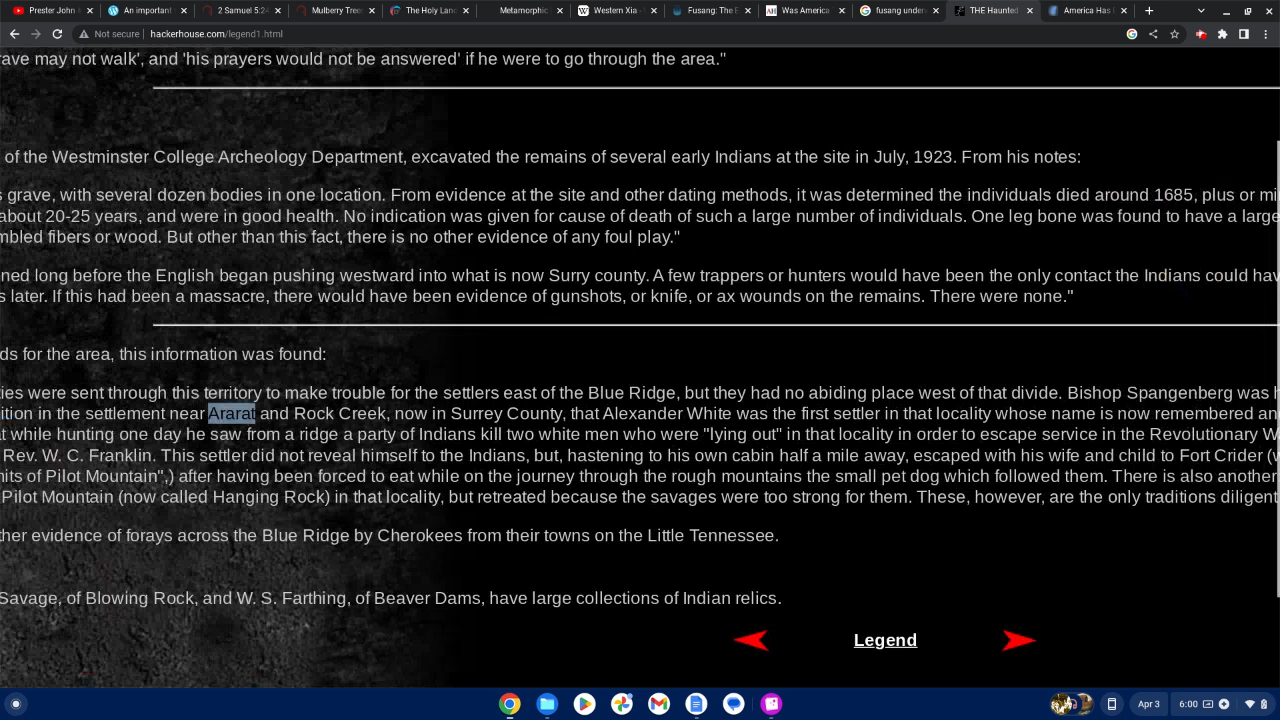 Prester John
An important
2 Samuel 5:24
Mulberry Tree
The Holy Lanc
Metamorphic
Western Xia -
Fusang: The E
Was America
fusang under
THE Haunted
America Has
Not secure | hackerhouse.com/legend1.html
rave may not walk', and 'his prayers would not be answered' if he were to go through the area."
of the Westminster College Archeology Department, excavated the remains of several early Indians at the site in July, 1923. From his notes:
s grave, with several dozen bodies in one location. From evidence at the site and other dating methods, it was determined the individuals died around 1685, plus or mi
about 20-25 years, and were in good health. No indication was given for cause of death of such a large number of individuals. One leg bone was found to have a large
mbled fibers or wood. But other than this fact, there is no other evidence of any foul play."
ned long before the English began pushing westward into what is now Surry county. A few trappers or hunters would have been the only contact the Indians could hav
s later. If this had been a massacre, there would have been evidence of gunshots, or knife, or ax wounds on the remains. There were none."
ds for the area, this information was found:
ties were sent through this territory to make trouble for the settlers east of the Blue Ridge, but they had no abiding place west of that divide. Bishop Spangenberg was h
ition in the settlement near Ararat and Rock Creek, now in Surrey County, that Alexander White was the first settler in that locality whose name is now remembered an
at while hunting one day he saw from a ridge a party of Indians kill two white men who were "lying out" in that locality in order to escape service in the Revolutionary W
Rev. W. C. Franklin. This settler did not reveal himself to the Indians, but, hastening to his own cabin half a mile away, escaped with his wife and child to Fort Crider (w
nits of Pilot Mountain",) after having been forced to eat while on the journey through the rough mountains the small pet dog which followed them. There is also another
Pilot Mountain (now called Hanging Rock) in that locality, but retreated because the savages were too strong for them. These, however, are the only traditions diligent
ther evidence of forays across the Blue Ridge by Cherokees from their towns on the Little Tennessee.
Savage, of Blowing Rock, and W. S. Farthing, of Beaver Dams, have large collections of Indian relics.
Legend
Apr 3
6:00